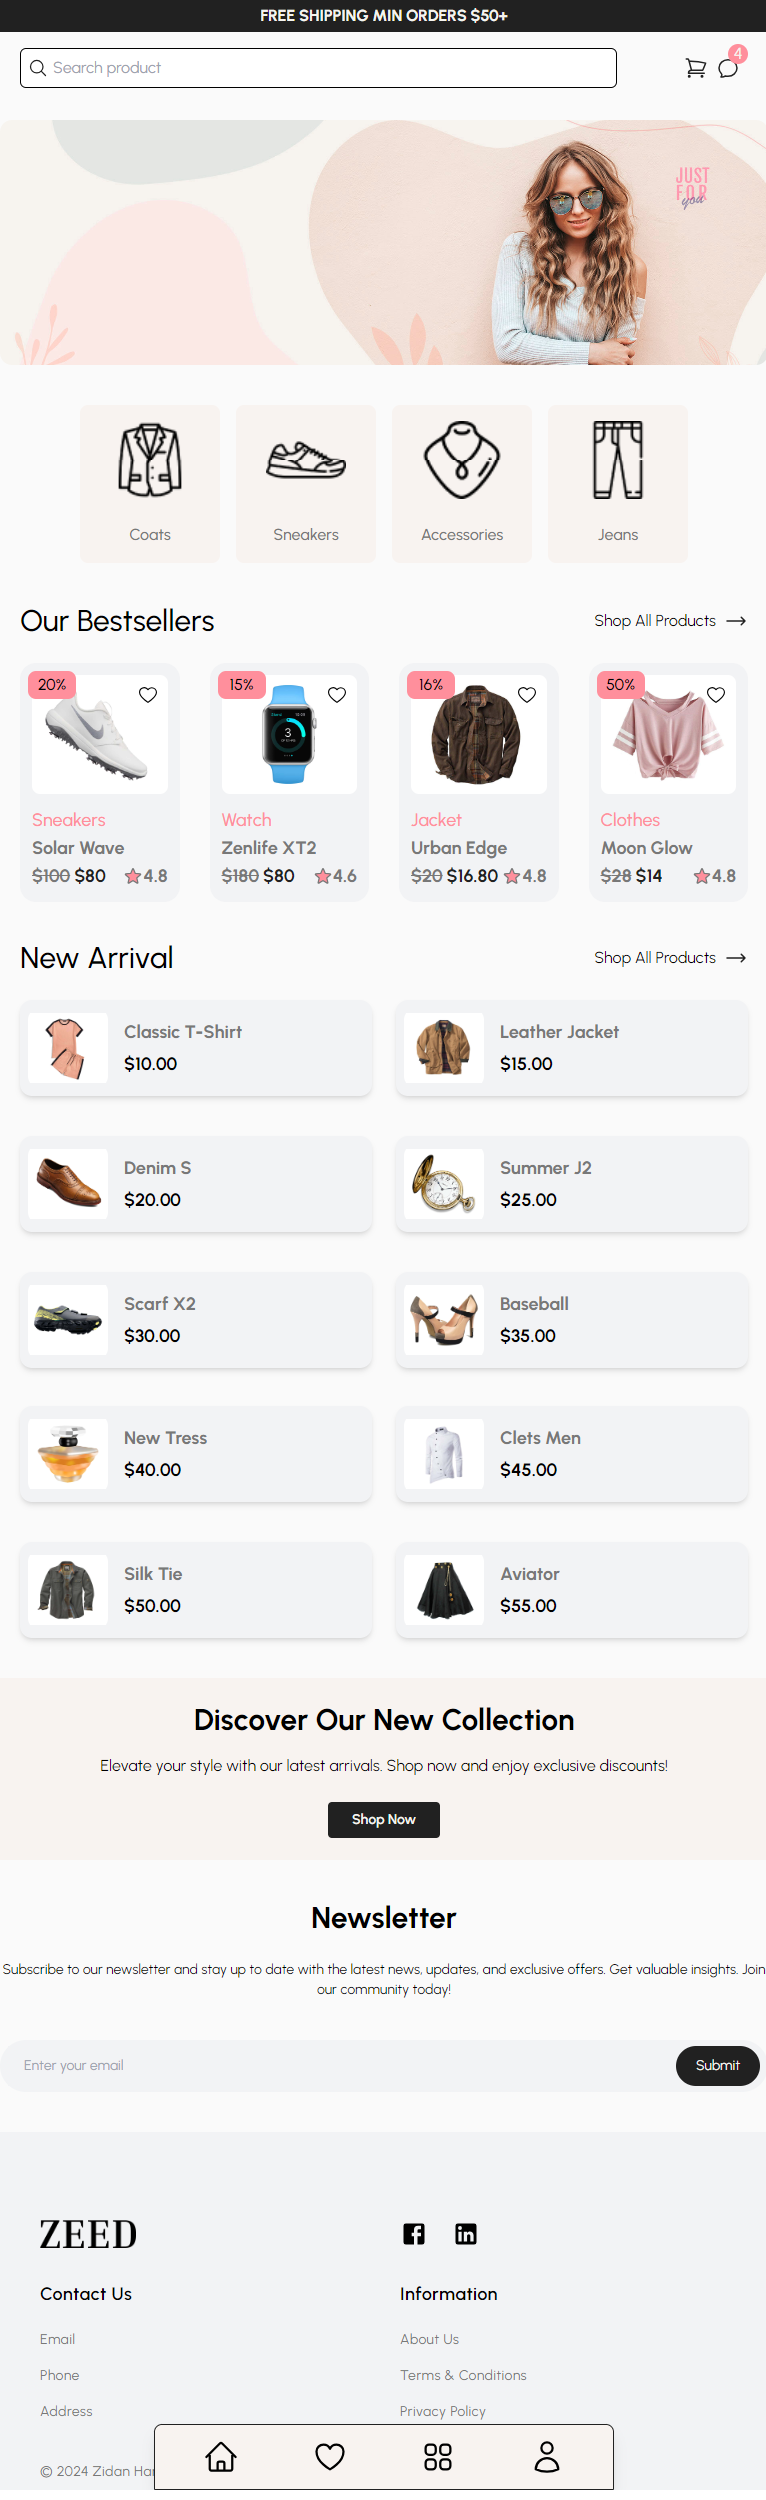 FREE SHIPPING MIN ORDERS $50+
Search product
4
JUST
FOR
you
Coats
Sneakers
Accessories
Jeans
Our Bestsellers
Shop All Products
20%
15%
16%
50%
Sneakers
Solar Wave
$100 $80 4.8
Watch
Zenlife XT2
$180 $80 4.6
Jacket
Urban Edge
$20 $16.80 4.8
Clothes
Moon Glow
$28 $14 4.8
New Arrival
Shop All Products
Classic T-Shirt
$10.00
Leather Jacket
$15.00
Denim S
$20.00
Summer J2
$25.00
Scarf X2
$30.00
Baseball
$35.00
New Tress
$40.00
Clets Men
$45.00
Silk Tie
$50.00
Aviator
$55.00
Discover Our New Collection
Elevate your style with our latest arrivals. Shop now and enjoy exclusive discounts!
Shop Now
Newsletter
Subscribe to our newsletter and stay up to date with the latest news, updates, and exclusive offers. Get valuable insights. Join
our community today!
Enter your email
Submit
ZEED
Contact Us
Email
Phone
Address
Information
About Us
Terms & Conditions
Privacy Policy
© 2024 Zidan